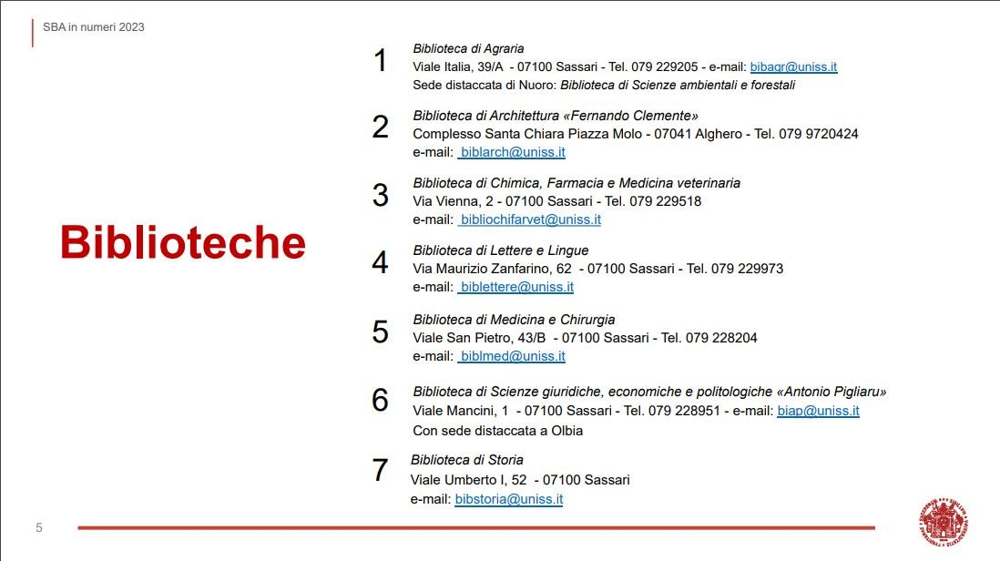 SBA in numeri 2023
Biblioteche
1
Biblioteca di Agraria
Viale Italia, 39/A - 07100 Sassari - Tel. 079 229205 - e-mail: bibagr@uniss.it
Sede distaccata di Nuoro: Biblioteca di Scienze ambientali e forestali
2
Biblioteca di Architettura «Fernando Clemente»
Complesso Santa Chiara Piazza Molo - 07041 Alghero - Tel. 079 9720424
e-mail: biblarch@uniss.it
3
Biblioteca di Chimica, Farmacia e Medicina veterinaria
Via Vienna, 2 - 07100 Sassari - Tel. 079 229518
e-mail: bibliochifarvet@uniss.it
4
Biblioteca di Lettere e Lingue
Via Maurizio Zanfarino, 62 - 07100 Sassari - Tel. 079 229973
e-mail: biblettere@uniss.it
5
Biblioteca di Medicina e Chirurgia
Viale San Pietro, 43/B - 07100 Sassari - Tel. 079 228204
e-mail: biblmed@uniss.it
6
Biblioteca di Scienze giuridiche, economiche e politologiche «Antonio Pigliaru»
Viale Mancini, 1 - 07100 Sassari - Tel. 079 228951 - e-mail: biap@uniss.it
Con sede distaccata a Olbia
7
Biblioteca di Storia
Viale Umberto I, 52 - 07100 Sassari
e-mail: bibstoria@uniss.it
5